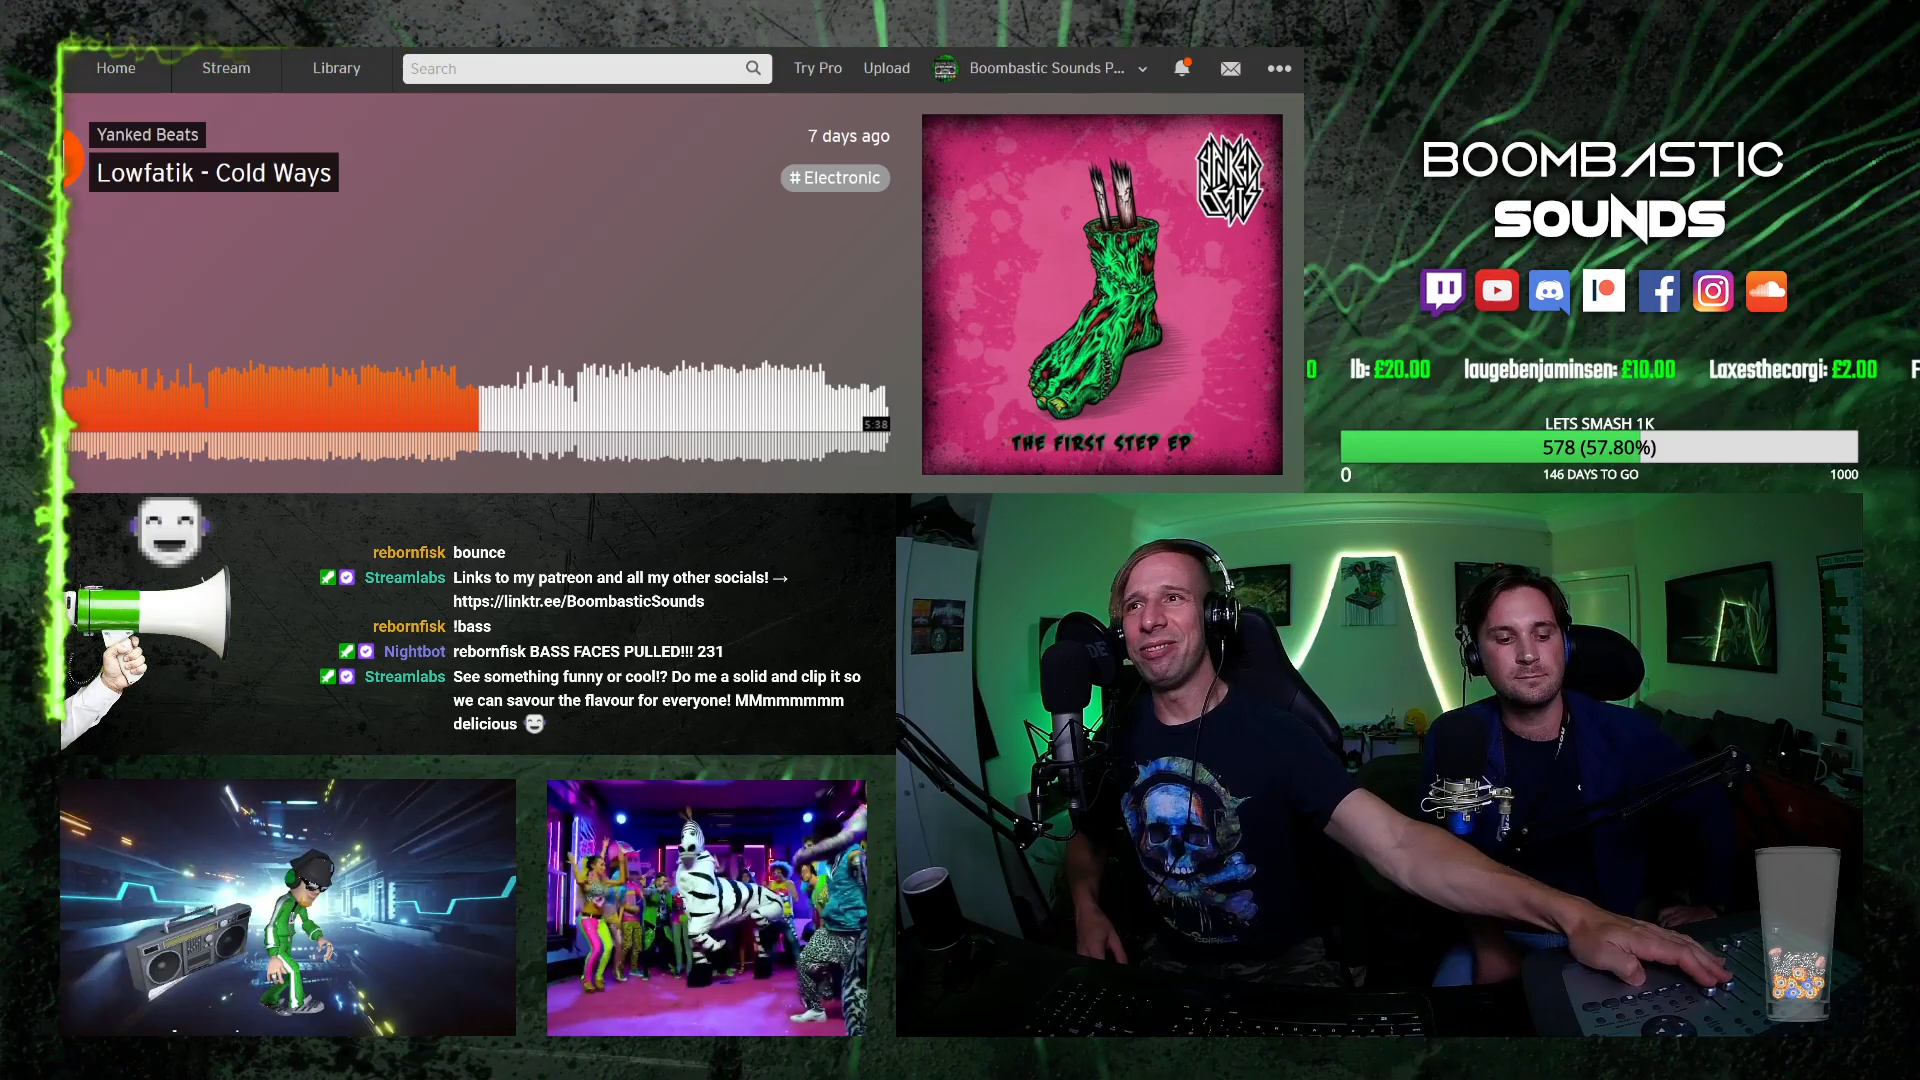 Home
Stream
Library
Search
Try Pro
Upload
Boombastic Sounds P...
Yanked Beats
Lowfatik - Cold Ways
7 days ago
# Electronic
5:38
YANKED
BEATS
THE FIRST STEP EP
BOOMBASTIC
SOUNDS
0
lb: £20.00
laugebenjaminsen: £10.00
Laxesthecorgi: £2.00
F
LETS SMASH 1K
578 (57.80%)
0
146 DAYS TO GO
1000
rebornfisk bounce
Streamlabs Links to my patreon and all my other socials! →
https://linktr.ee/BoombasticSounds
rebornfisk !bass
Nightbot rebornfisk BASS FACES PULLED!!! 231
Streamlabs See something funny or cool!? Do me a solid and clip it so
we can savour the flavour for everyone! MMmmmmmm
delicious